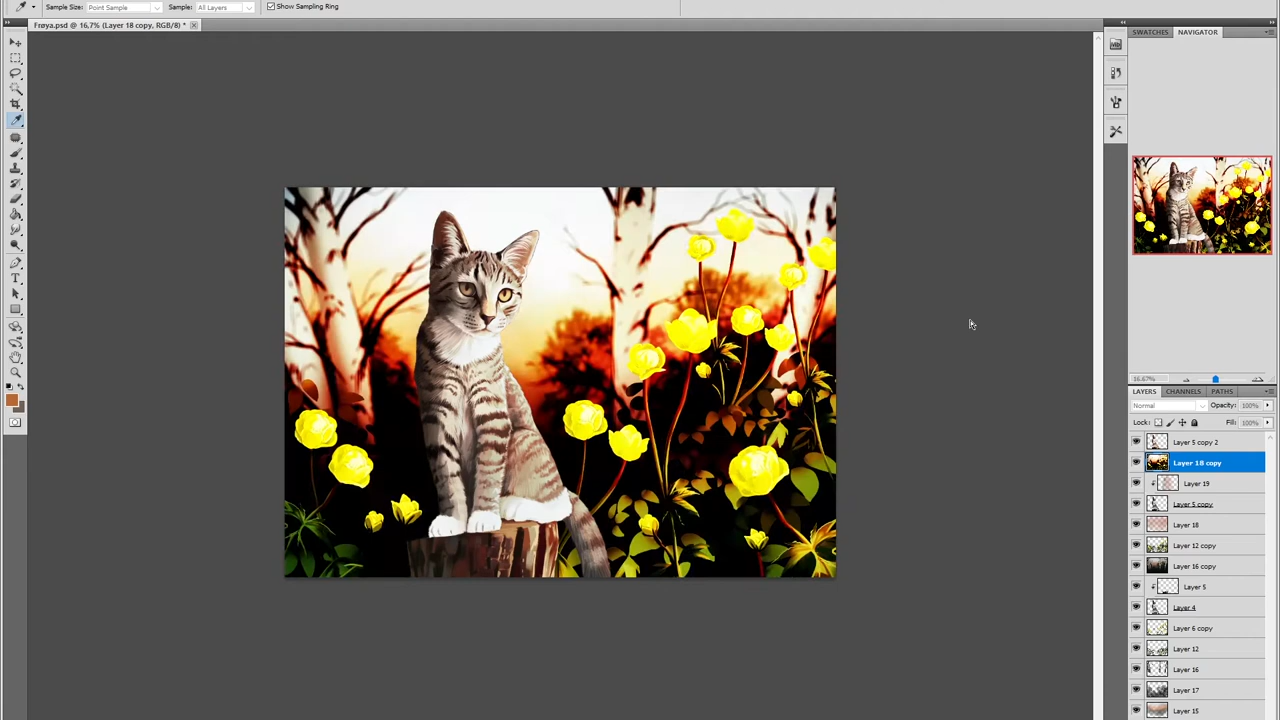 Sample Size: Point Sample Sample: All Layers Show Sampling Ring
Frøya.psd @ 16,7% (Layer 18 copy, RGB/8) *
SWATCHES NAVIGATOR
16.67%
LAYERS CHANNELS PATHS
Normal Opacity: 100%
Lock: Fill: 100%
Layer 5 copy 2
Layer 18 copy
Layer 19
Layer 5 copy
Layer 18
Layer 12 copy
Layer 16 copy
Layer 5
Layer 4
Layer 6 copy
Layer 12
Layer 16
Layer 17
Layer 15